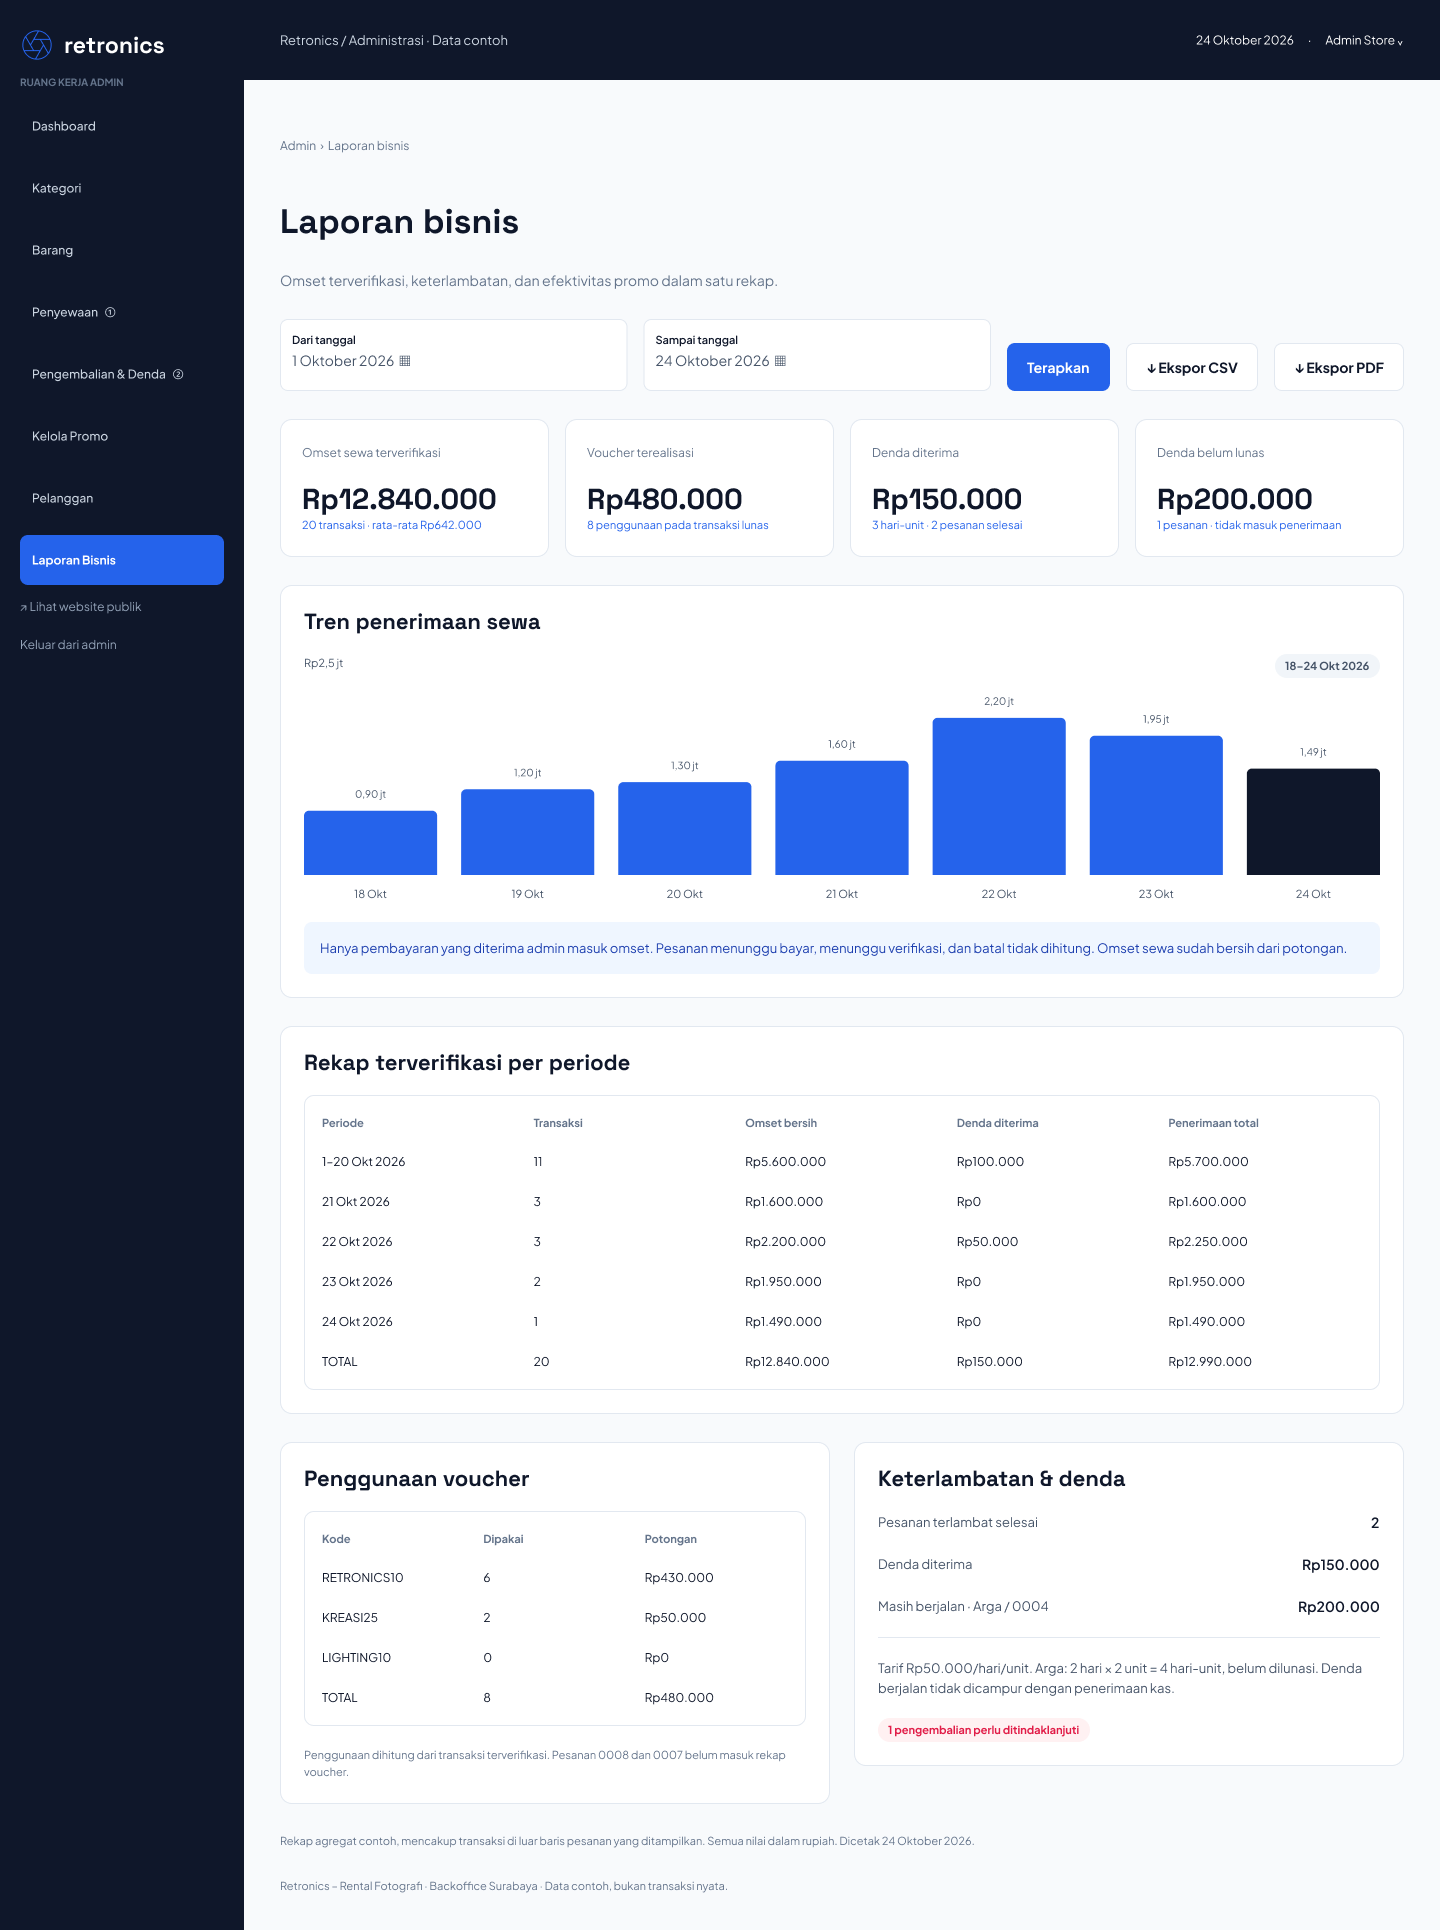 retronics
RUANG KERJA ADMIN
Dashboard
Kategori
Barang
Penyewaan ①
Pengembalian & Denda ②
Kelola Promo
Pelanggan
Laporan Bisnis
↗ Lihat website publik
Keluar dari admin
Retronics / Administrasi · Data contoh
24 Oktober 2026 · Admin Store v
Admin › Laporan bisnis
Laporan bisnis
Omset terverifikasi, keterlambatan, dan efektivitas promo dalam satu rekap.
Dari tanggal
1 Oktober 2026 ▦
Sampai tanggal
24 Oktober 2026 ▦
Terapkan
↓ Ekspor CSV
↓ Ekspor PDF
Omset sewa terverifikasi
Rp12.840.000
20 transaksi · rata-rata Rp642.000
Voucher terealisasi
Rp480.000
8 penggunaan pada transaksi lunas
Denda diterima
Rp150.000
3 hari-unit · 2 pesanan selesai
Denda belum lunas
Rp200.000
1 pesanan · tidak masuk penerimaan
Tren penerimaan sewa
Rp2,5 jt
18–24 Okt 2026
0,90 jt
1,20 jt
1,30 jt
1,60 jt
2,20 jt
1,95 jt
1,49 jt
18 Okt
19 Okt
20 Okt
21 Okt
22 Okt
23 Okt
24 Okt
Hanya pembayaran yang diterima admin masuk omset. Pesanan menunggu bayar, menunggu verifikasi, dan batal tidak dihitung. Omset sewa sudah bersih dari potongan.
Rekap terverifikasi per periode
Periode Transaksi Omset bersih Denda diterima Penerimaan total
1–20 Okt 2026 11 Rp5.600.000 Rp100.000 Rp5.700.000
21 Okt 2026 3 Rp1.600.000 Rp0 Rp1.600.000
22 Okt 2026 3 Rp2.200.000 Rp50.000 Rp2.250.000
23 Okt 2026 2 Rp1.950.000 Rp0 Rp1.950.000
24 Okt 2026 1 Rp1.490.000 Rp0 Rp1.490.000
TOTAL 20 Rp12.840.000 Rp150.000 Rp12.990.000
Penggunaan voucher
Kode Dipakai Potongan
RETRONICS10 6 Rp430.000
KREASI25 2 Rp50.000
LIGHTING10 0 Rp0
TOTAL 8 Rp480.000
Penggunaan dihitung dari transaksi terverifikasi. Pesanan 0008 dan 0007 belum masuk rekap
voucher.
Keterlambatan & denda
Pesanan terlambat selesai 2
Denda diterima Rp150.000
Masih berjalan · Arga / 0004 Rp200.000
Tarif Rp50.000/hari/unit. Arga: 2 hari × 2 unit = 4 hari-unit, belum dilunasi. Denda
berjalan tidak dicampur dengan penerimaan kas.
1 pengembalian perlu ditindaklanjuti
Rekap agregat contoh, mencakup transaksi di luar baris pesanan yang ditampilkan. Semua nilai dalam rupiah. Dicetak 24 Oktober 2026.
Retronics – Rental Fotografi · Backoffice Surabaya · Data contoh, bukan transaksi nyata.